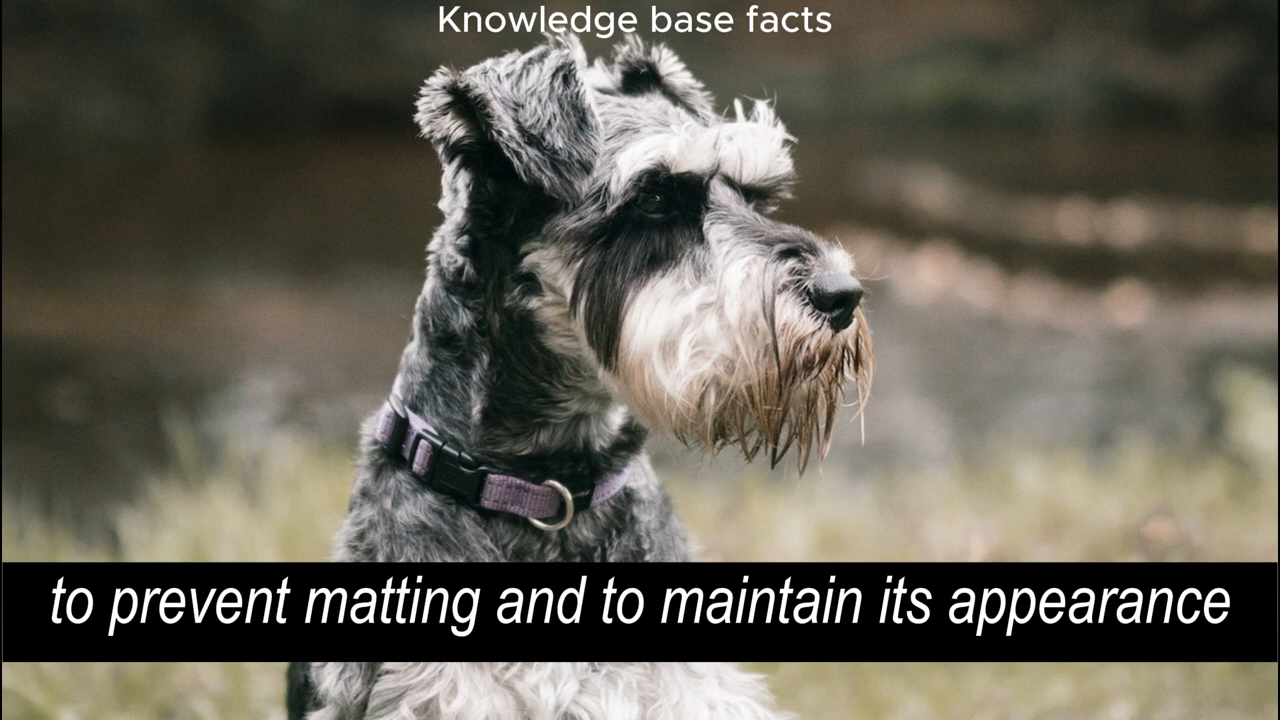 Knowledge base facts
to prevent matting and to maintain its appearance